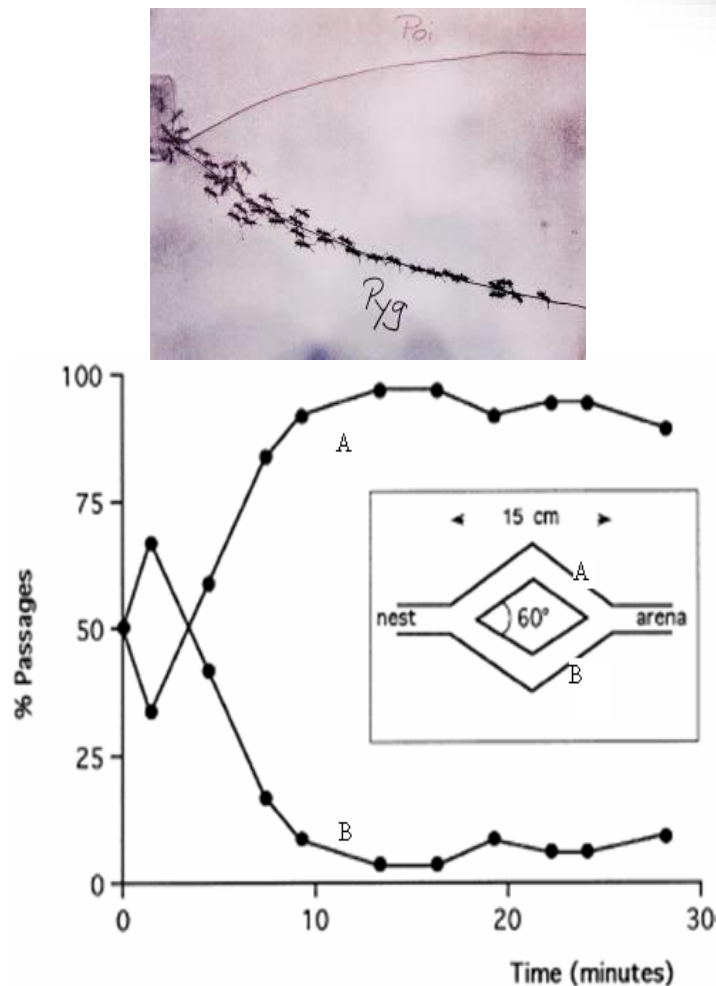 Poi
Pyg
100
75
50
25
0
% Passages
A
B
15 cm
A
nest
60°
arena
B
0
10
20
30
Time (minutes)